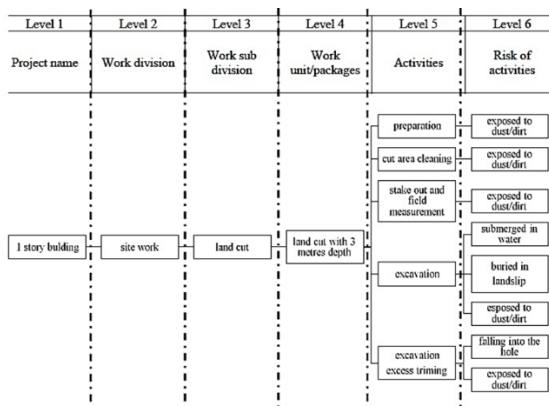 Level 1 Level 2 Level 3 Level 4 Level 5 Level 6
Project name Work division Work sub division Work unit/packages Activities Risk of activities
preparation
exposed to
dust/dirt
cut area cleaning
exposed to
dust/dirt
stake out and
field
measurement
exposed to
dust/dirt
1 story bulding
site work
land cut
land cut with 3
metres depth
excavation
submerged in
water
buried in
landslip
esposed to
dust/dirt
excavation
excess triming
falling into the
hole
exposed to
dust/dirt